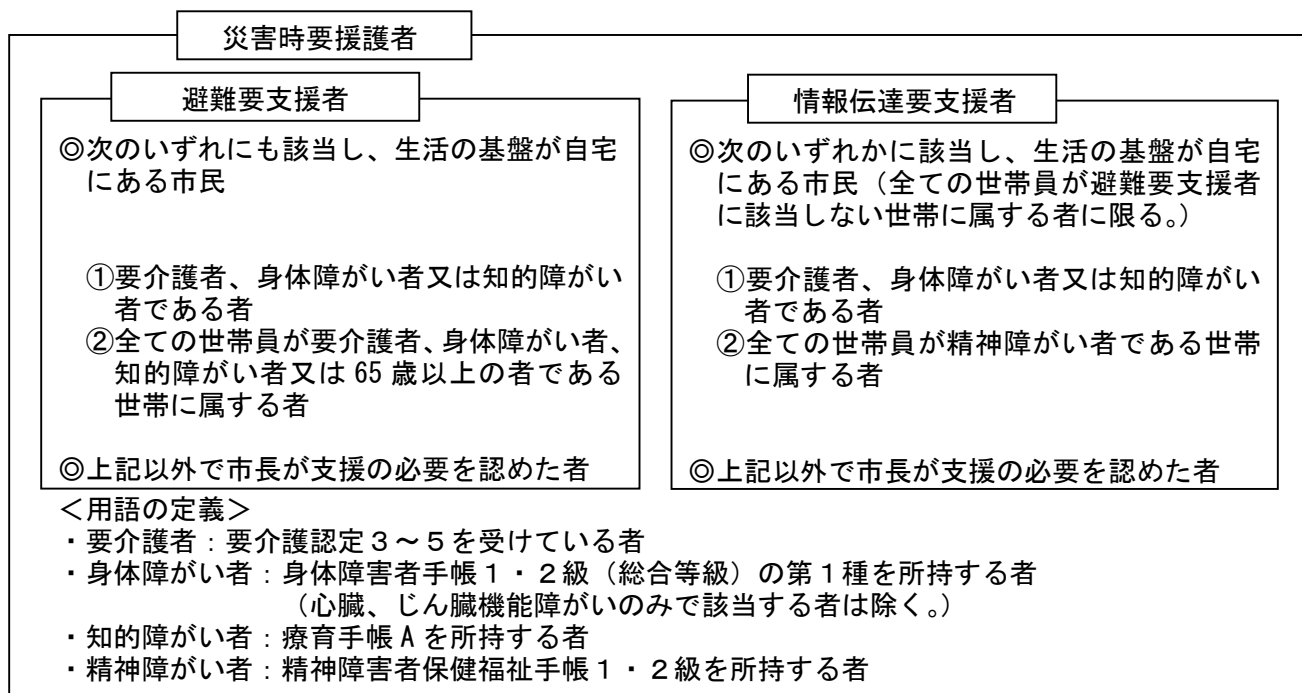 災害時要援護者
避難要支援者
◎次のいずれにも該当し、生活の基盤が自宅
にある市民
①要介護者、身体障がい者又は知的障がい
者である者
②全ての世帯員が要介護者、身体障がい者、
知的障がい者又は65歳以上の者である
世帯に属する者
◎上記以外で市長が支援の必要を認めた者
情報伝達要支援者
◎次のいずれかに該当し、生活の基盤が自宅
にある市民（全ての世帯員が避難要支援者
に該当しない世帯に属する者に限る。）
①要介護者、身体障がい者又は知的障がい
者である者
②全ての世帯員が精神障がい者である世帯
に属する者
◎上記以外で市長が支援の必要を認めた者
＜用語の定義＞
・要介護者：要介護認定３～５を受けている者
・身体障がい者：身体障害者手帳１・２級（総合等級）の第１種を所持する者
（心臓、じん臓機能障がいのみで該当する者は除く。）
・知的障がい者：療育手帳Ａを所持する者
・精神障がい者：精神障害者保健福祉手帳１・２級を所持する者